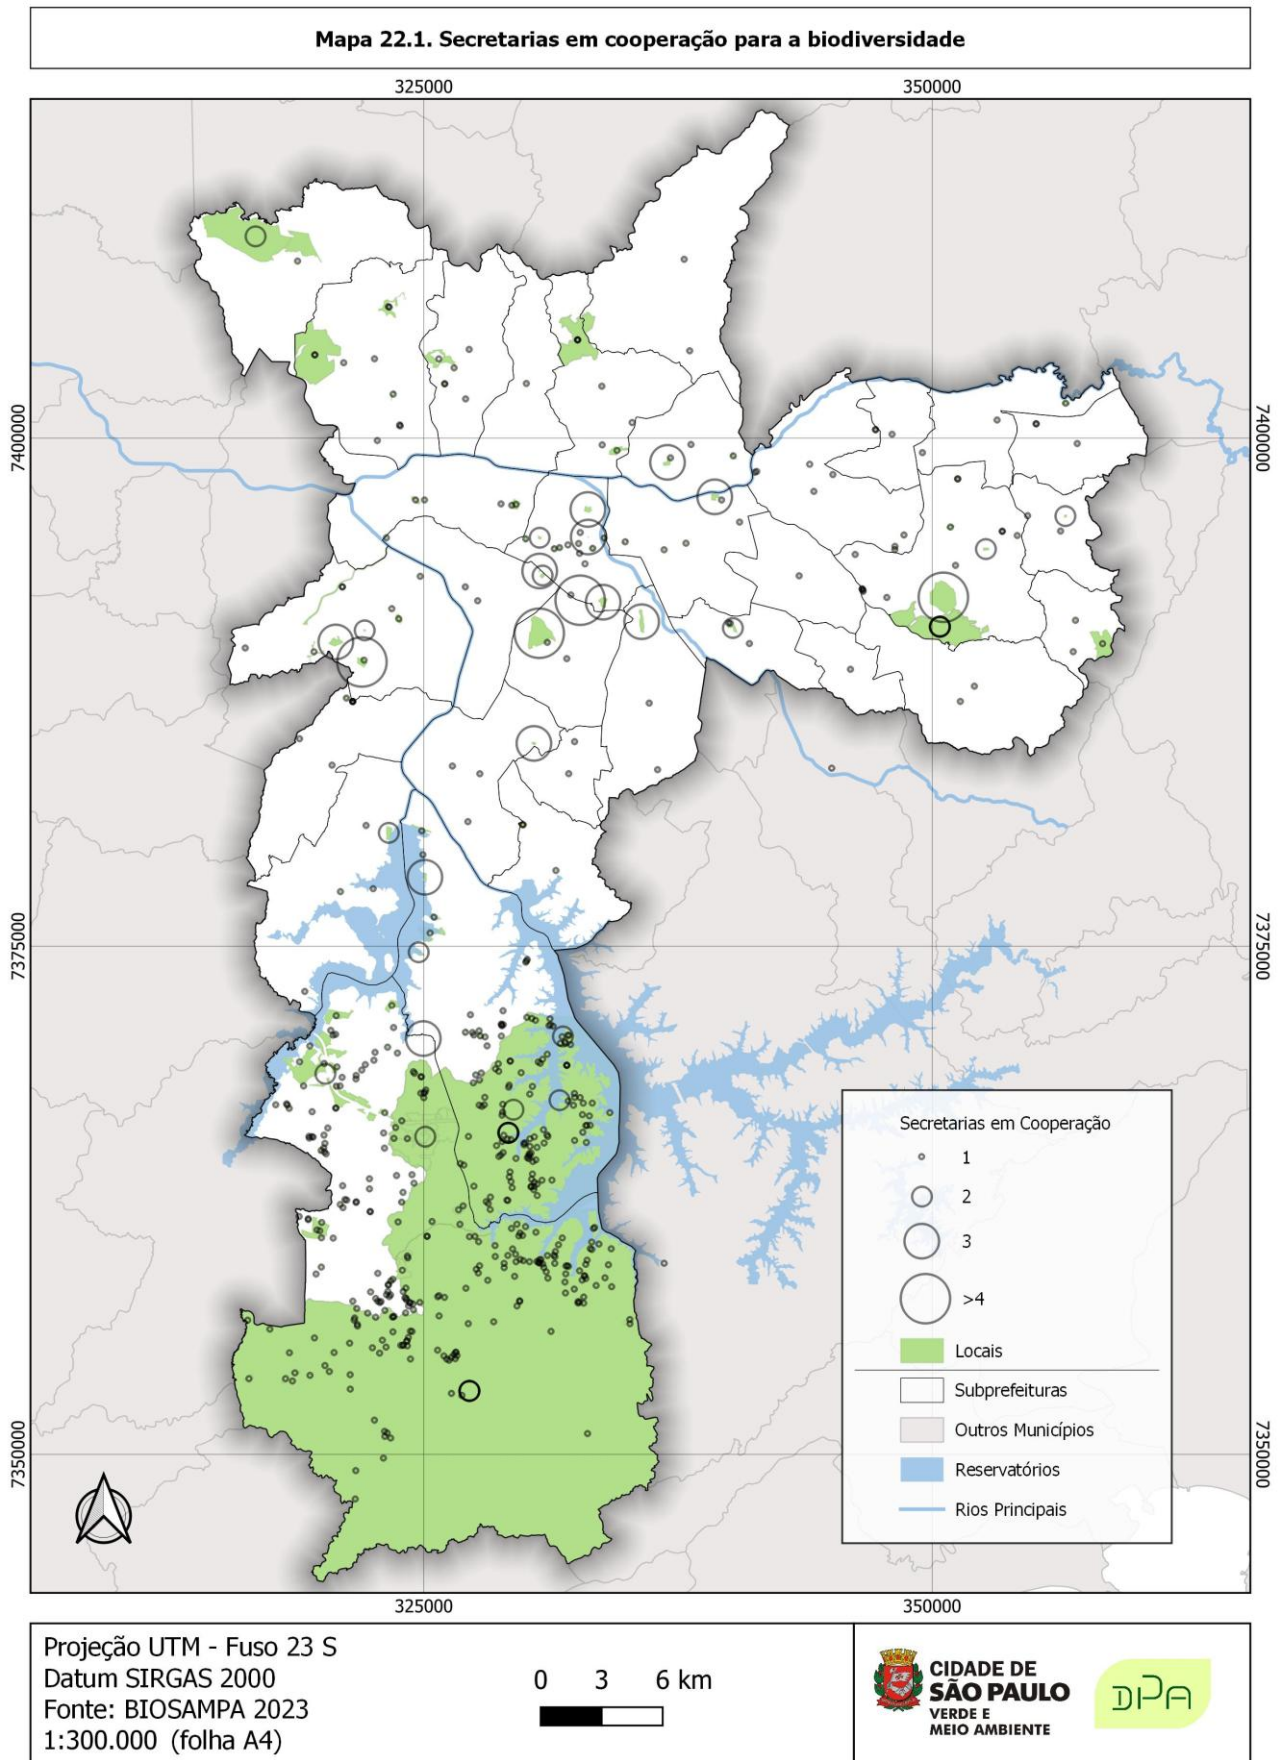 Mapa 22.1. Secretarias em cooperação para a biodiversidade
325000
350000
7400000
7400000
7375000
7375000
Secretarias em Cooperação
1
2
3
>4
Locais
Subprefeituras
Outros Municípios
Reservatórios
Rios Principais
7350000
7350000
325000
350000
Projeção UTM - Fuso 23 S
Datum SIRGAS 2000
Fonte: BIOSAMPA 2023
1:300.000 (folha A4)
0 3 6 km
CIDADE DE
SÃO PAULO
VERDE E
MEIO AMBIENTE
DPA